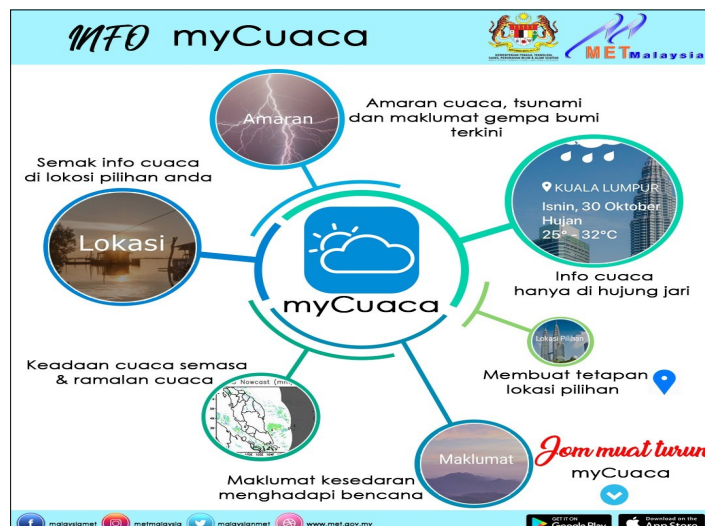 INFO myCuaca
METMalaysia
Amaran
Amaran cuaca, tsunami
dan maklumat gempa bumi
terkini
Semak info cuaca
di lokosi pilihan anda
Lokasi
KUALA LUMPUR
Isnin, 30 Oktober
Hujan
25° - 32°C
Info cuaca
hanya di hujung jari
myCuaca
Lokasi Pilihan
Membuat tetapan
lokasi pilihan
Keadaan cuaca semasa
& ramalan cuaca
Nowcast (mm
Maklumat
Maklumat kesedaran
menghadapi bencana
Jom muat turun
myCuaca
malaysiamet
metmalaysia
malaysianmet
www.met.gov.my
GET IT ON
Google Play
Download on the
App Store